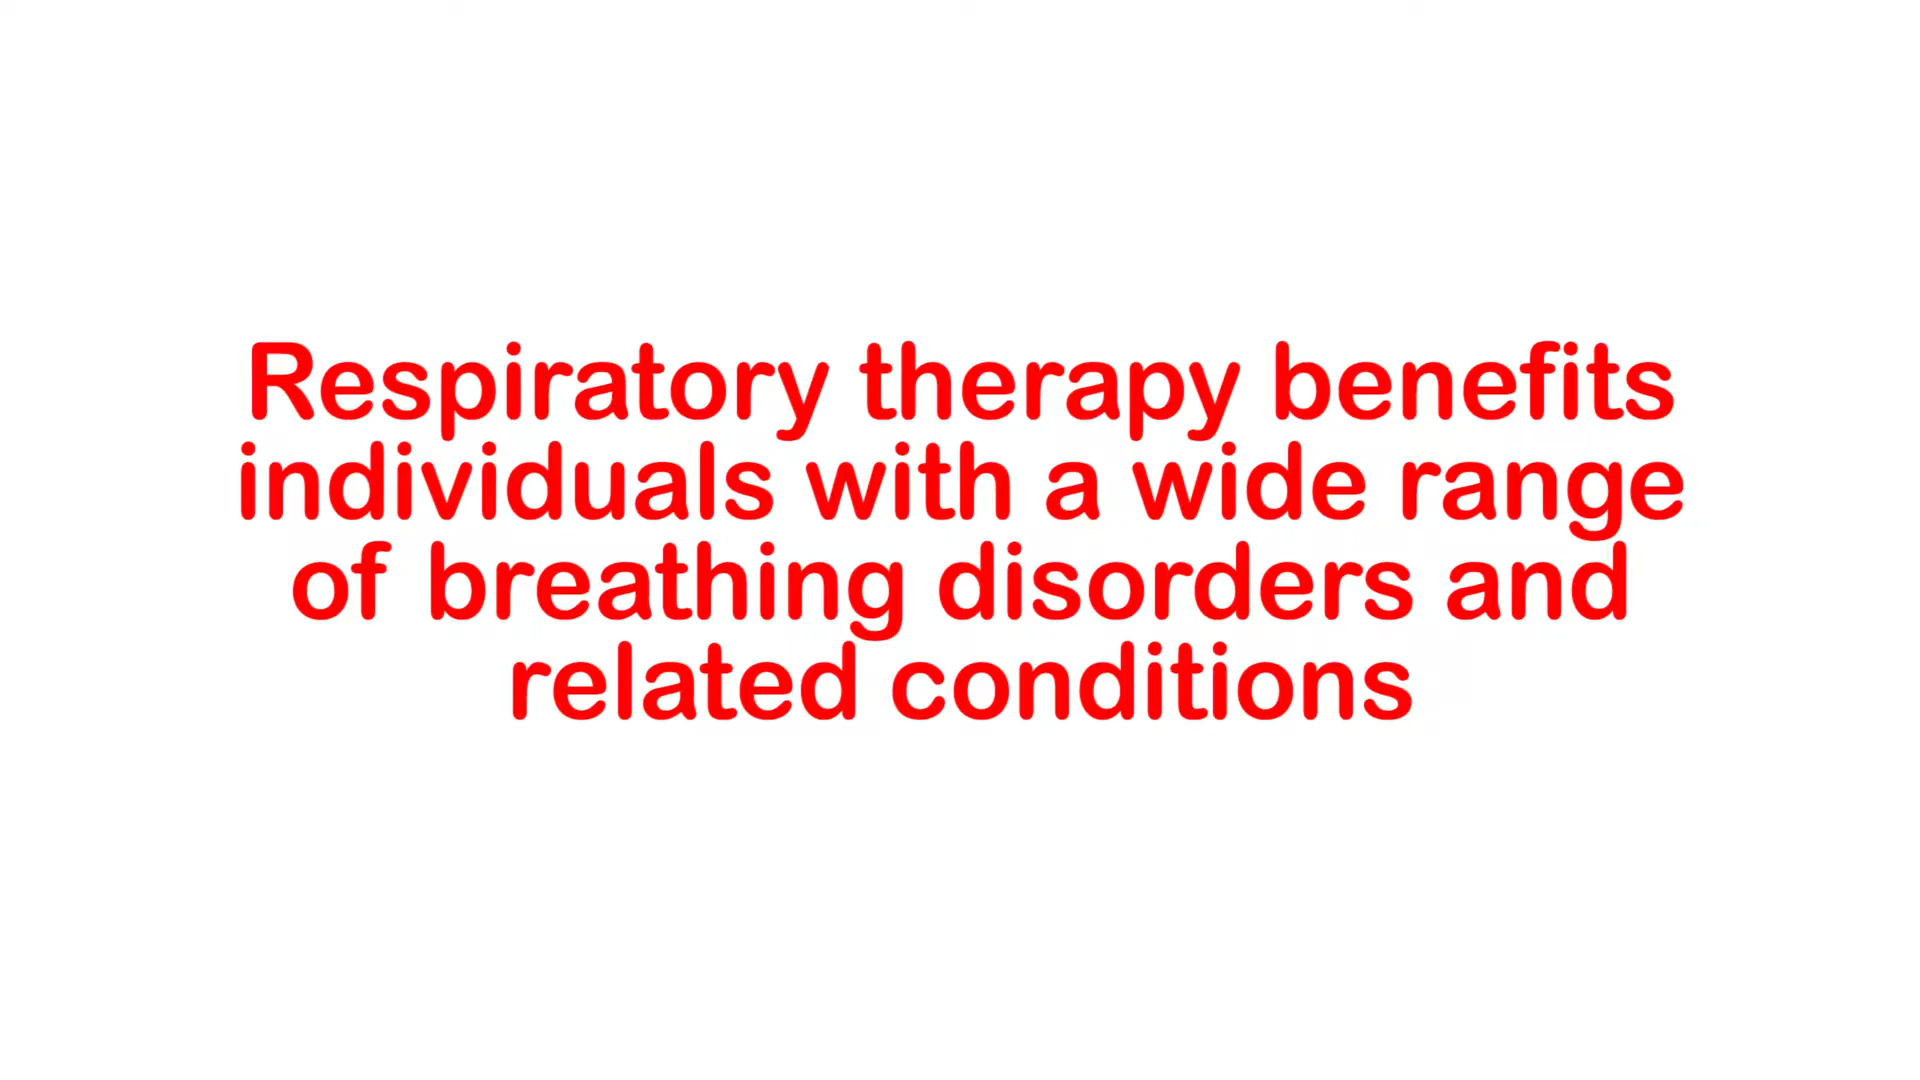 Respiratory therapy benefits
individuals with a wide range
of breathing disorders and
related conditions